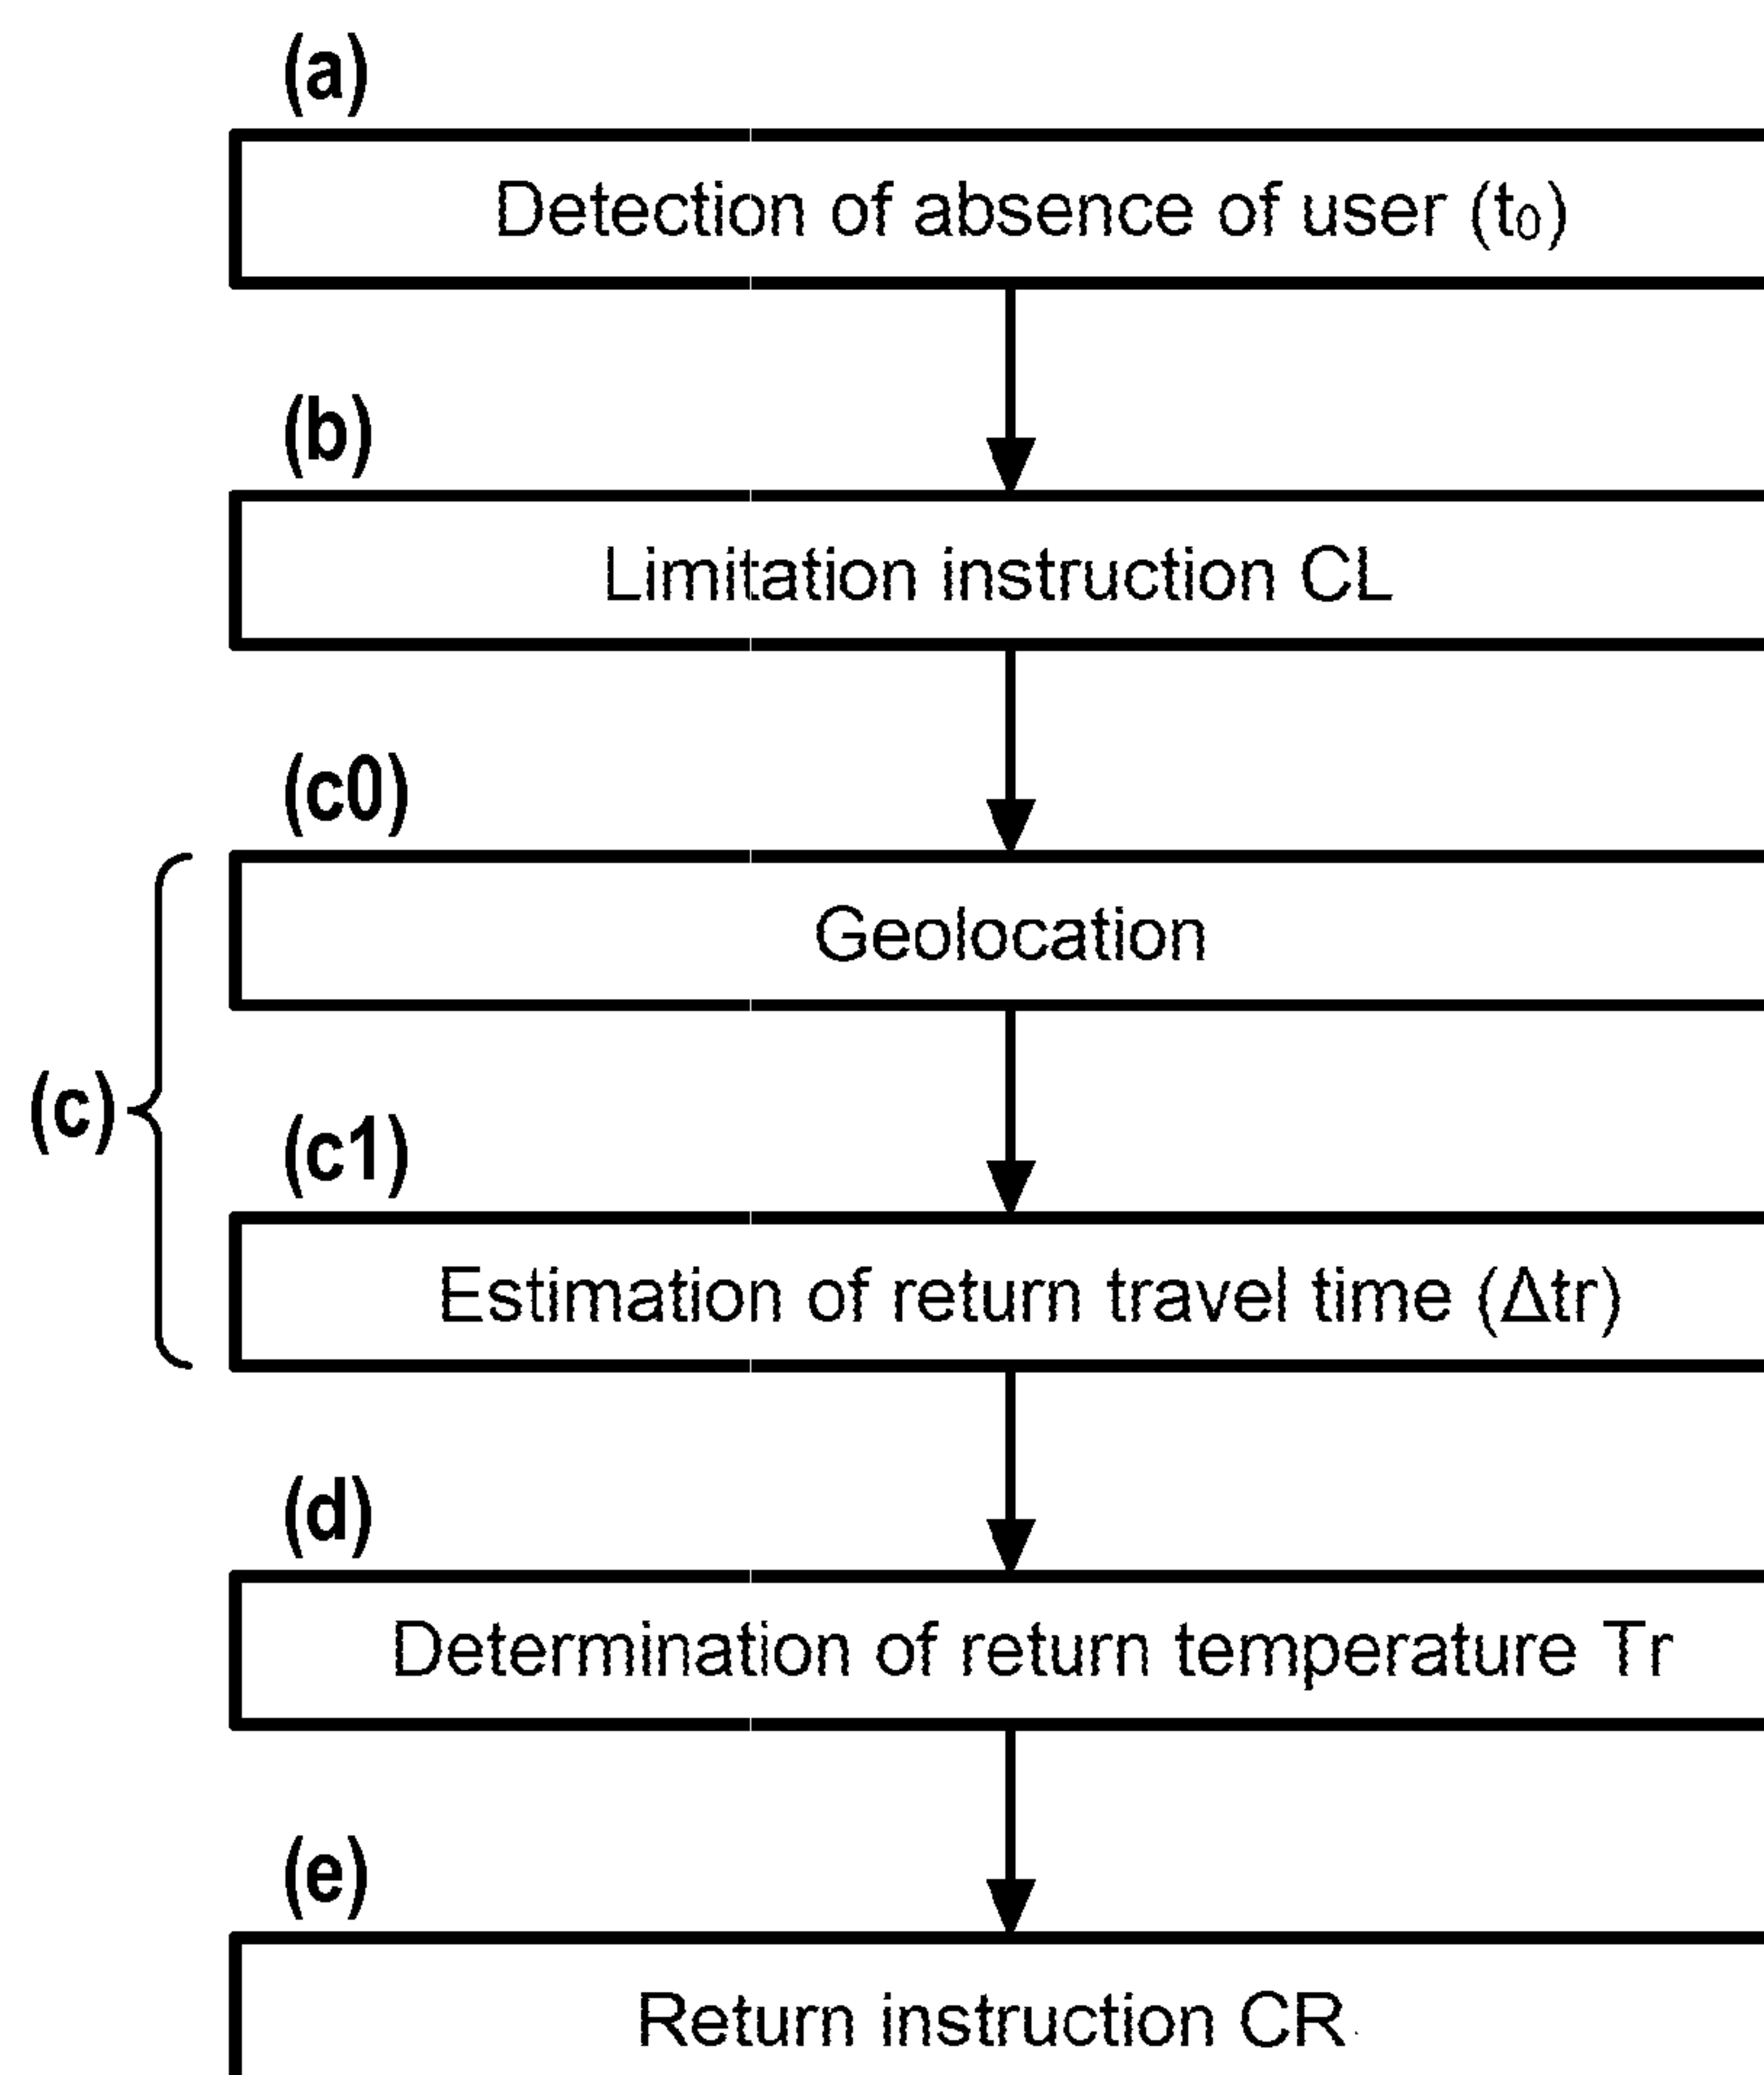 (a)
Detection of absence of user (t₀)
(b)
Limitation instruction CL
(c0)
Geolocation
(c)
(c1)
Estimation of return travel time (Δtr)
(d)
Determination of return temperature Tr
(e)
Return instruction CR